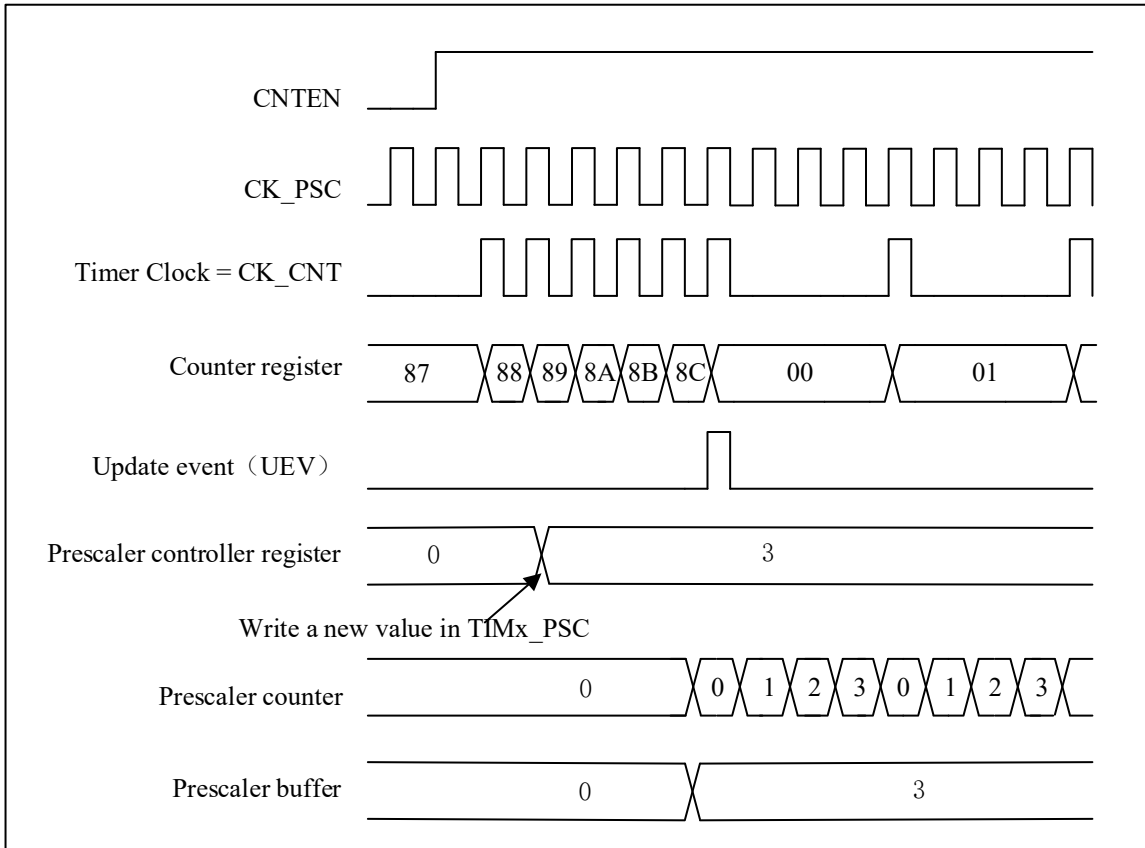 CNTEN
CK_PSC
Timer Clock = CK_CNT
Counter register
87 88 89 8A 8B 8C 00 01
Update event（UEV）
Prescaler controller register
0 3
Write a new value in TIMx_PSC
Prescaler counter
0 0 1 2 3 0 1 2 3
Prescaler buffer
0 3